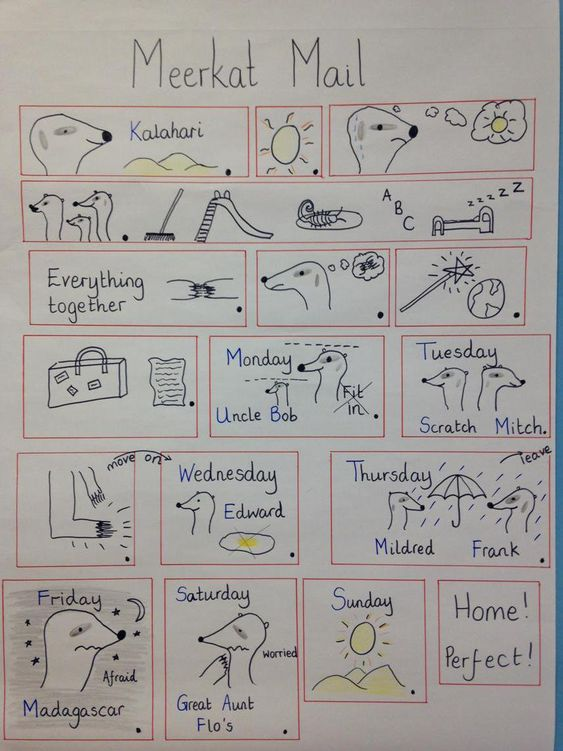 Meerkat Mail
Kalahari
A
B
C
z z z z z Z
Everything
together
Monday
Fit
in
Uncle Bob
Tuesday
Scratch Mitch.
move on
Wednesday
Edward
Thursday
leave
Mildred Frank
Friday
Afraid
Madagascar
Saturday
worried
Great Aunt
Flo's
Sunday
Home!
Perfect!